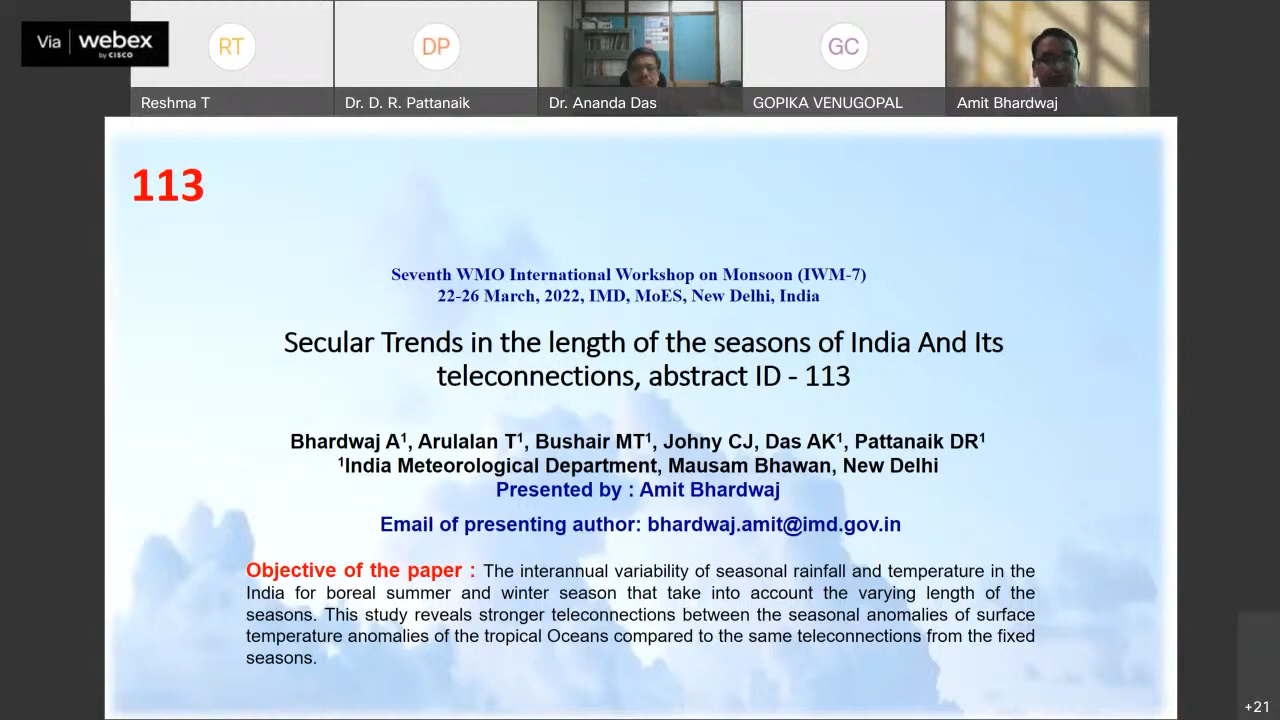 Via webex
by CISCO
RT
DP
GC
Reshma T
Dr. D. R. Pattanaik
Dr. Ananda Das
GOPIKA VENUGOPAL
Amit Bhardwaj
113
Seventh WMO International Workshop on Monsoon (IWM-7)
22-26 March, 2022, IMD, MoES, New Delhi, India
Secular Trends in the length of the seasons of India And Its
teleconnections, abstract ID - 113
Bhardwaj A¹, Arulalan T¹, Bushair MT¹, Johny CJ, Das AK¹, Pattanaik DR¹
¹India Meteorological Department, Mausam Bhawan, New Delhi
Presented by : Amit Bhardwaj
Email of presenting author: bhardwaj.amit@imd.gov.in
Objective of the paper : The interannual variability of seasonal rainfall and temperature in the
India for boreal summer and winter season that take into account the varying length of the
seasons. This study reveals stronger teleconnections between the seasonal anomalies of surface
temperature anomalies of the tropical Oceans compared to the same teleconnections from the fixed
seasons.
+21